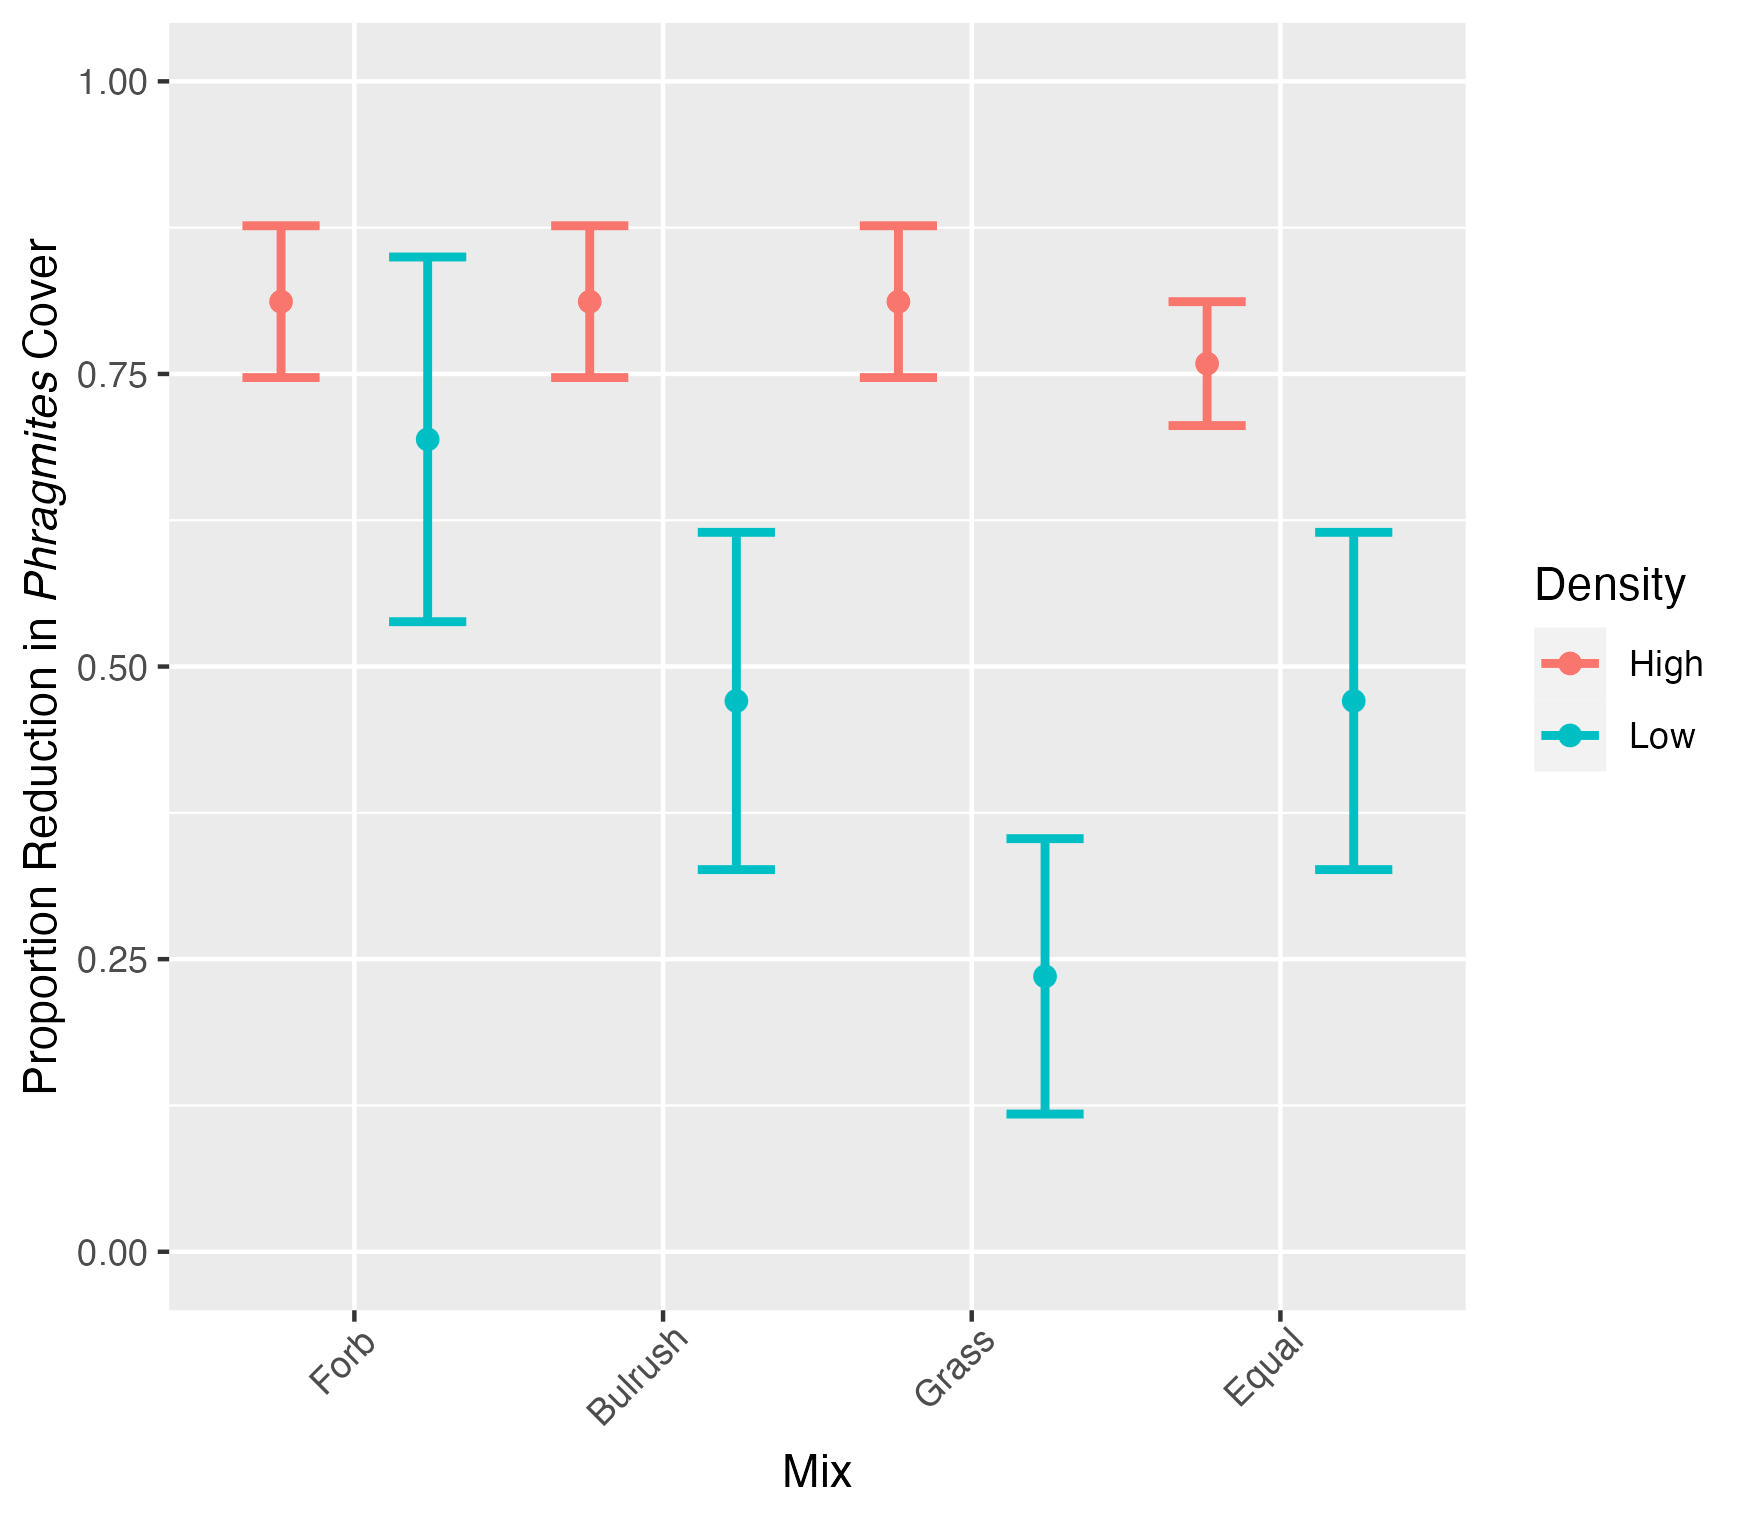 Proportion Reduction in Phragmites Cover
1.00
0.75
0.50
0.25
0.00
Forb
Bulrush
Grass
Equal
Mix
Density
High
Low